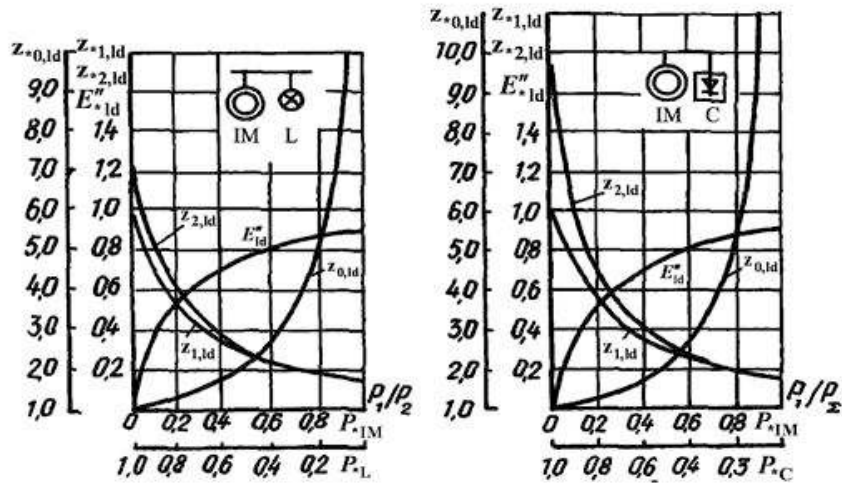 z*0,ld z*1,ld
z*2,ld
E″*ld
9,0
8,0 1,4
7,0 1,2
6,0 1,0
5,0 0,8
4,0 0,6
3,0 0,4
2,0 0,2
1,0
IM L
z2,ld
E″ld
z0,ld
z1,ld
P1/P2
0 0,2 0,4 0,6 0,8 P*IM
1,0 0,8 0,6 0,4 0,2 P*L
z*0,ld z*1,ld
10,0 z*2,ld
9,0 E″*ld
8,0 1,4
7,0 1,2
6,0 1,0
5,0 0,8
4,0 0,6
3,0 0,4
2,0 0,2
1,0
IM C
z2,ld
E″ld
z0,ld
z1,ld
P1/PΣ
0 0,2 0,4 0,6 0,8 P*IM
1,0 0,8 0,6 0,4 0,3 P*C